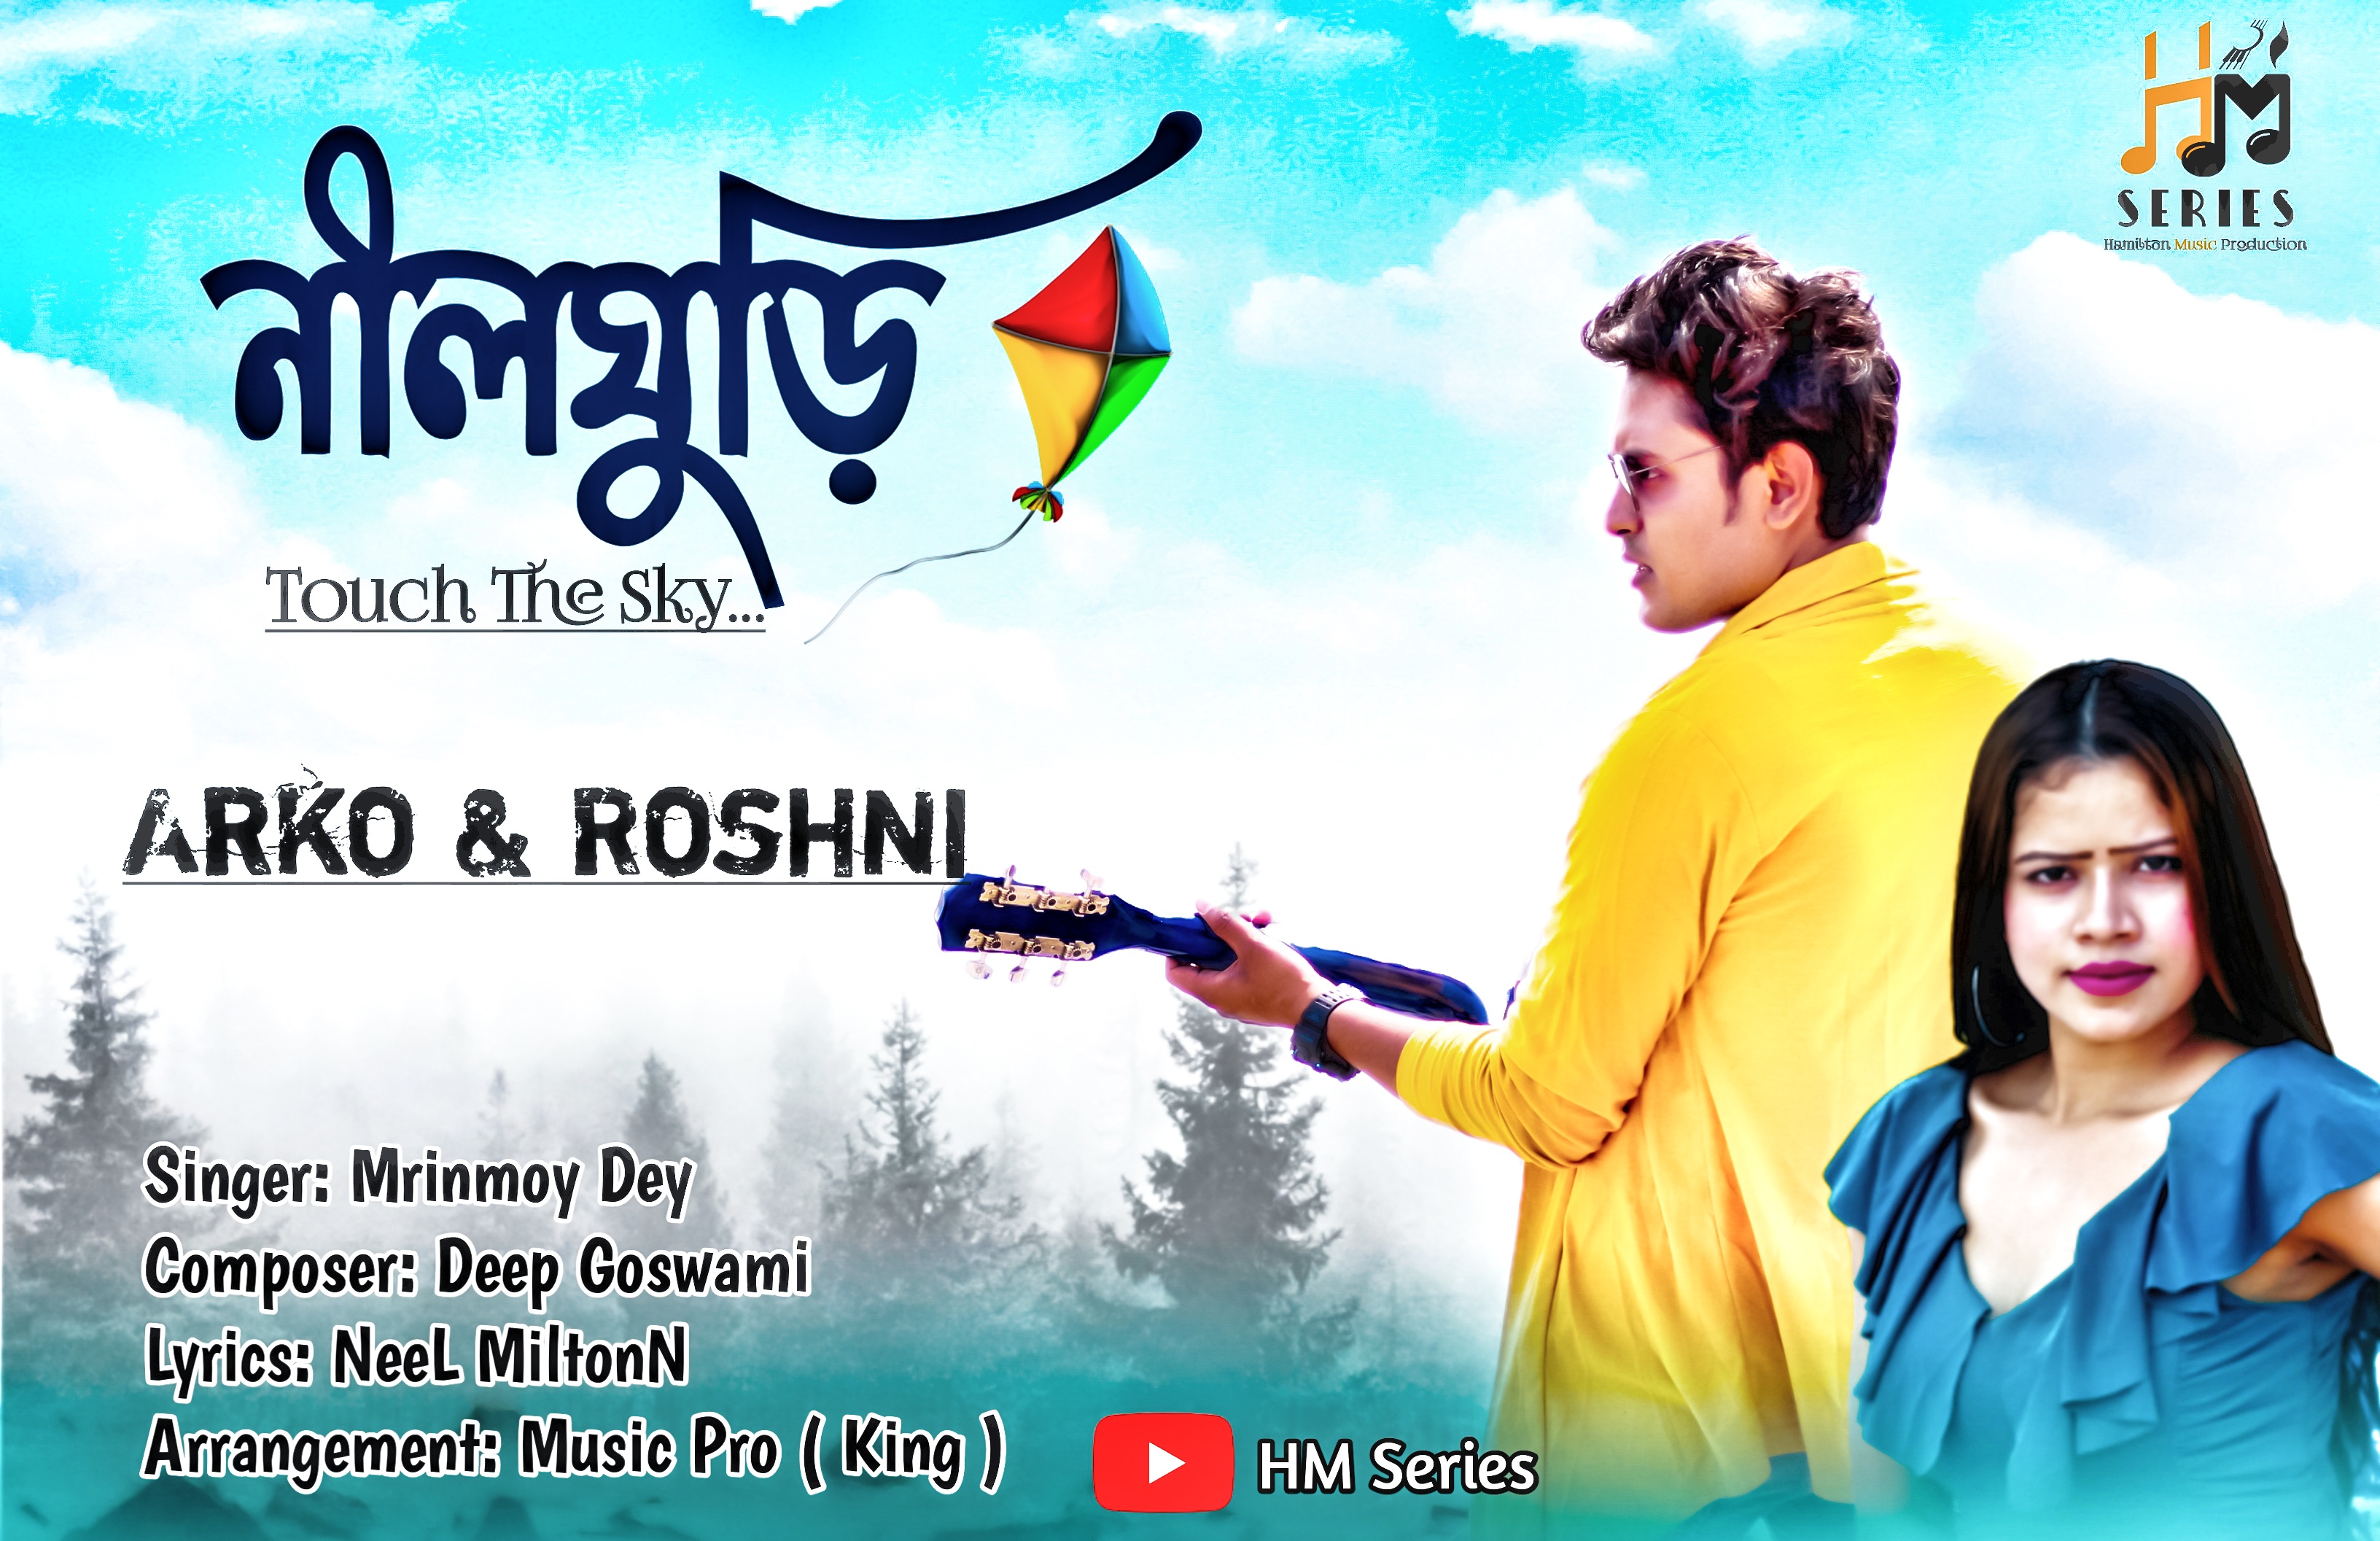 নীলঘুড়ি
Touch The Sky...
ARKO & ROSHNI
Singer: Mrinmoy Dey
Composer: Deep Goswami
Lyrics: NeeL MiltonN
Arrangement: Music Pro ( King )
HM Series
HM
SERIES
Hamilton Music Production